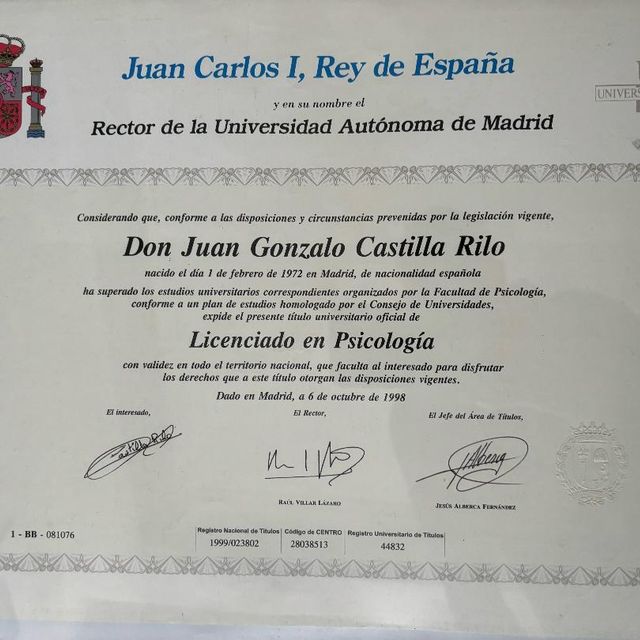 Juan Carlos I, Rey de España
y en su nombre el
Rector de la Universidad Autónoma de Madrid
Considerando que, conforme a las disposiciones y circunstancias prevenidas por la legislación vigente,
Don Juan Gonzalo Castilla Rilo
nacido el día 1 de febrero de 1972 en Madrid, de nacionalidad española
ha superado los estudios universitarios correspondientes organizados por la Facultad de Psicología,
conforme a un plan de estudios homologado por el Consejo de Universidades,
expide el presente título universitario oficial de
Licenciado en Psicología
con validez en todo el territorio nacional, que faculta al interesado para disfrutar
los derechos que a este título otorgan las disposiciones vigentes.
Dado en Madrid, a 6 de octubre de 1998
El interesado, El Rector, El Jefe del Área de Títulos,
Castilla Rilo
RAÚL VILLAR LÁZARO JESÚS ALBERCA FERNÁNDEZ
1 - BB - 081076
Registro Nacional de Títulos Código de CENTRO Registro Universitario de Títulos
1999/023802 28038513 44832